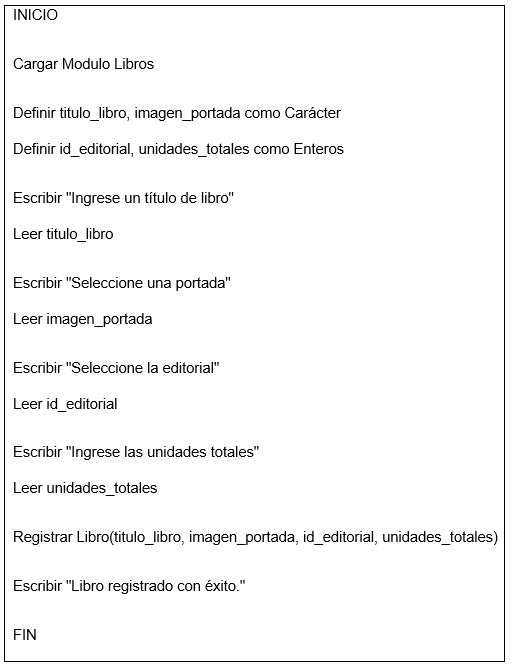 INICIO
Cargar Modulo Libros
Definir titulo_libro, imagen_portada como Carácter
Definir id_editorial, unidades_totales como Enteros
Escribir "Ingrese un título de libro"
Leer titulo_libro
Escribir "Seleccione una portada"
Leer imagen_portada
Escribir "Seleccione la editorial"
Leer id_editorial
Escribir "Ingrese las unidades totales"
Leer unidades_totales
Registrar Libro(titulo_libro, imagen_portada, id_editorial, unidades_totales)
Escribir "Libro registrado con éxito."
FIN